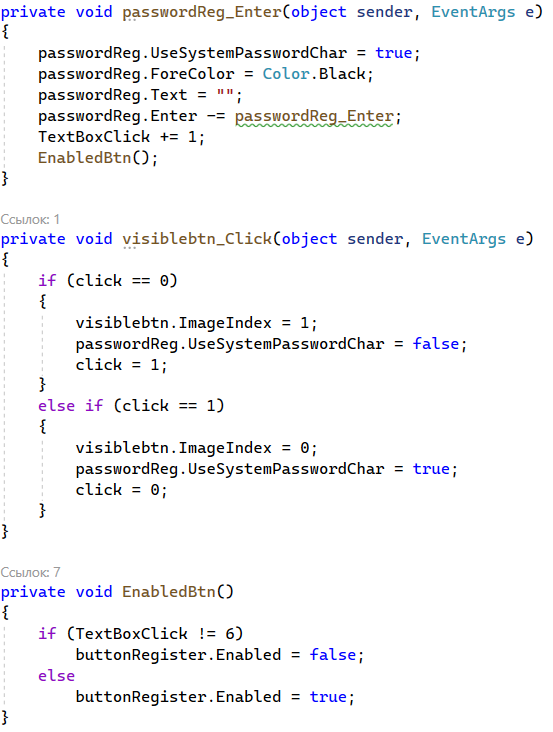 private void passwordReg_Enter(object sender, EventArgs e)
{
    passwordReg.UseSystemPasswordChar = true;
    passwordReg.ForeColor = Color.Black;
    passwordReg.Text = "";
    passwordReg.Enter -= passwordReg_Enter;
    TextBoxClick += 1;
    EnabledBtn();
}
Ссылок: 1
private void visiblebtn_Click(object sender, EventArgs e)
{
    if (click == 0)
    {
        visiblebtn.ImageIndex = 1;
        passwordReg.UseSystemPasswordChar = false;
        click = 1;
    }
    else if (click == 1)
    {
        visiblebtn.ImageIndex = 0;
        passwordReg.UseSystemPasswordChar = true;
        click = 0;
    }
}
Ссылок: 7
private void EnabledBtn()
{
    if (TextBoxClick != 6)
        buttonRegister.Enabled = false;
    else
        buttonRegister.Enabled = true;
}